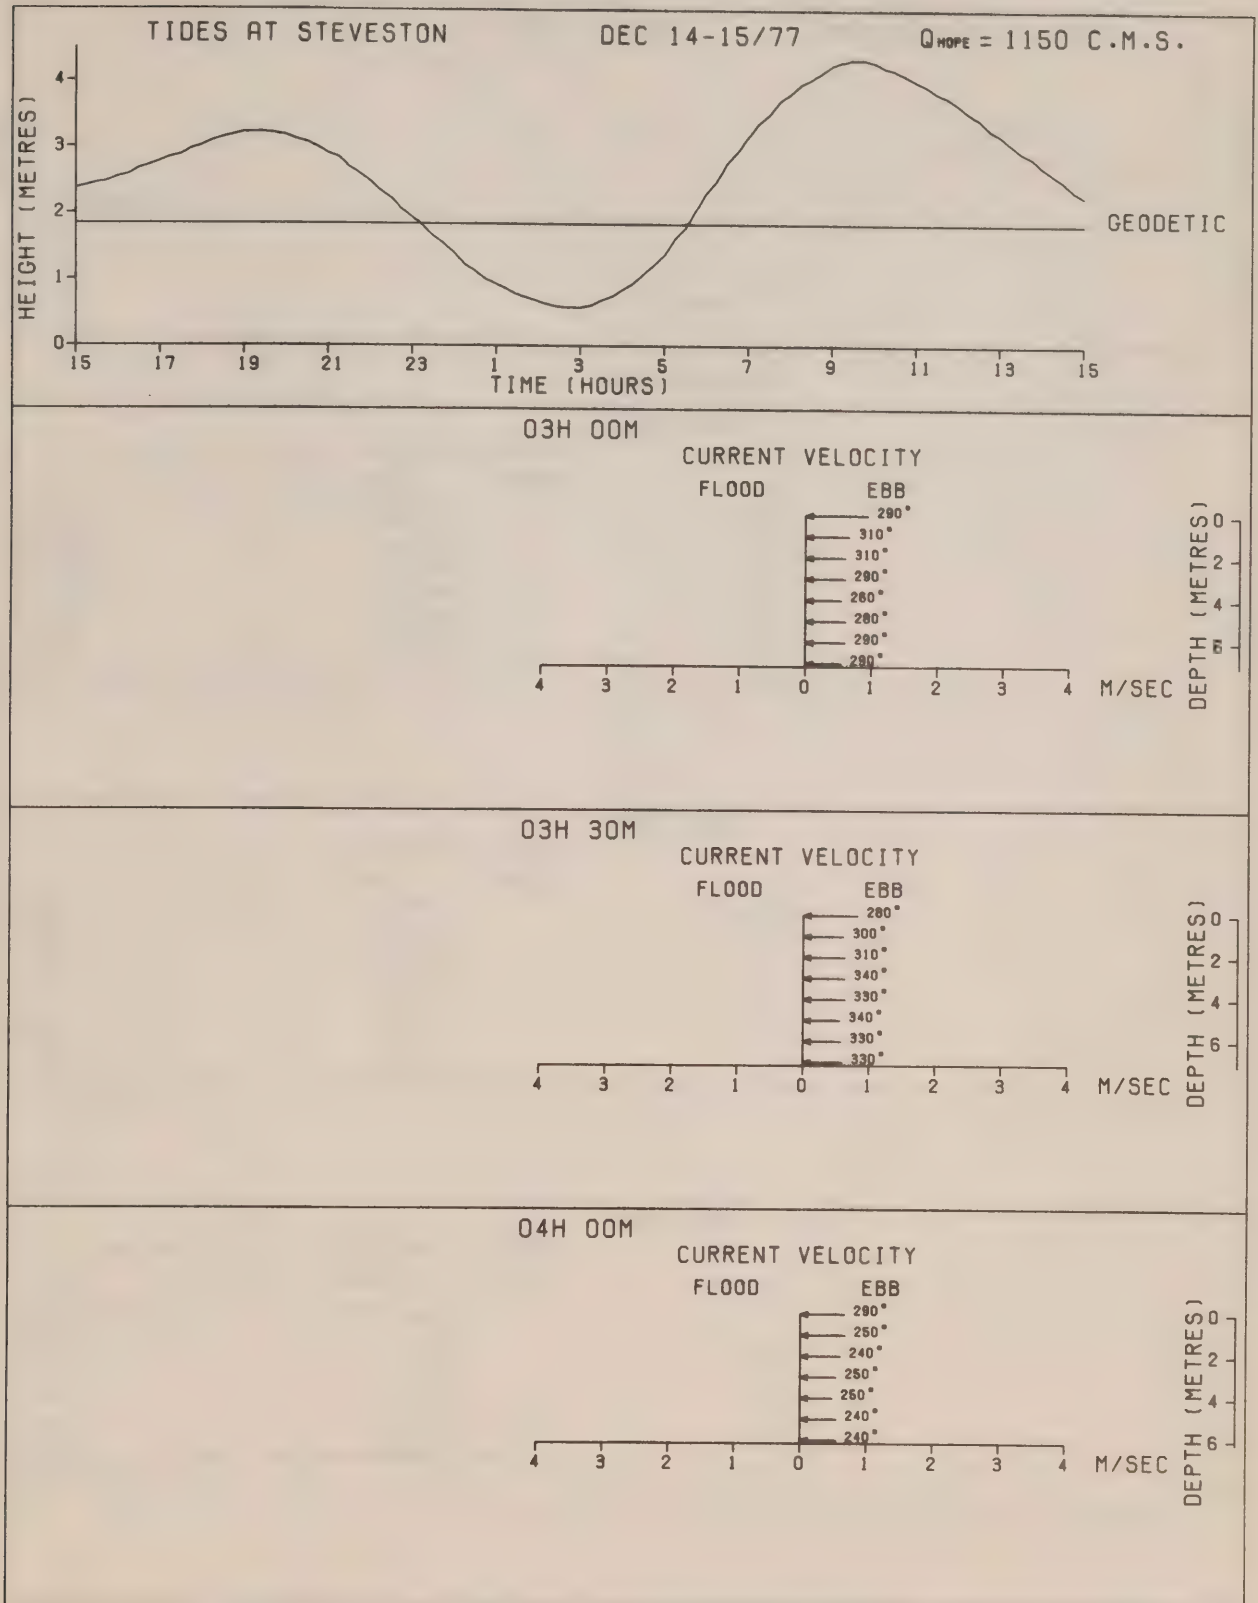 TIDES AT STEVESTON DEC 14-15/77 QHOPE = 1150 C.M.S.
HEIGHT (METRES)
4
3
2
1
0
GEODETIC
15 17 19 21 23 1 3 5 7 9 11 13 15
TIME (HOURS)
03H 00M
CURRENT VELOCITY
FLOOD EBB
290°
310°
310°
290°
280°
290°
290°
4 3 2 1 0 1 2 3 4 M/SEC
DEPTH (METRES)
0
2
4
6
03H 30M
CURRENT VELOCITY
FLOOD EBB
280°
300°
310°
340°
330°
340°
330°
330°
4 3 2 1 0 1 2 3 4 M/SEC
DEPTH (METRES)
0
2
4
6
04H 00M
CURRENT VELOCITY
FLOOD EBB
290°
250°
240°
250°
240°
240°
4 3 2 1 0 1 2 3 4 M/SEC
DEPTH (METRES)
0
2
4
6